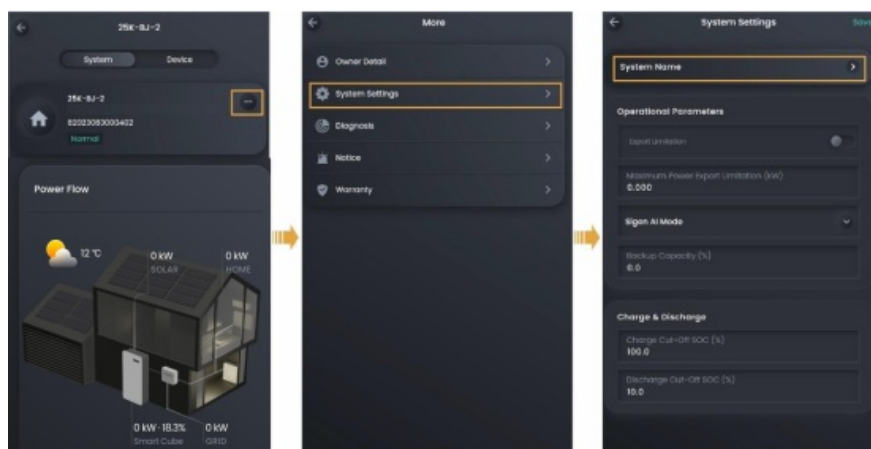 25K-BJ-2
System
Device
25K-BJ-2
82023083000402
Normal
Power Flow
12 ℃
0 kW
SOLAR
0 kW
HOME
0 kW · 18.3%
Smart Cube
0 kW
GRID
More
Owner Detail
System Settings
Diagnosis
Notice
Warranty
System Settings
Save
System Name
Operational Parameters
Export Limitation
Maximum Power Export Limitation (kW)
0.000
Sigen AI Mode
Backup Capacity (%)
0.0
Charge & Discharge
Charge Cut-Off SOC (%)
100.0
Discharge Cut-Off SOC (%)
10.0